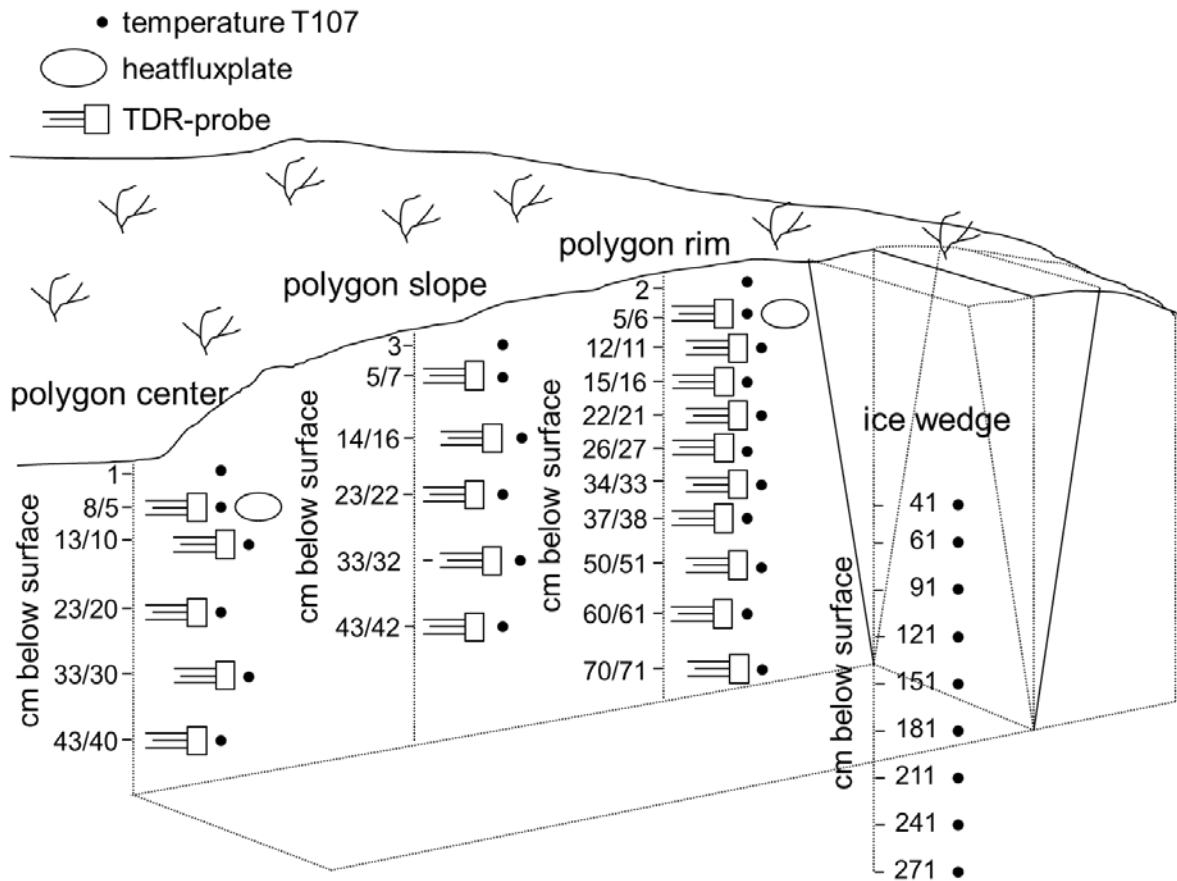 temperature T107
heatfluxplate
TDR-probe
polygon rim
polygon slope
polygon center
cm below surface
1
8/5
13/10
23/20
33/30
43/40
cm below surface
3
5/7
14/16
23/22
33/32
43/42
cm below surface
2
5/6
12/11
15/16
22/21
26/27
34/33
37/38
50/51
60/61
70/71
ice wedge
cm below surface
41
61
91
121
151
181
211
241
271